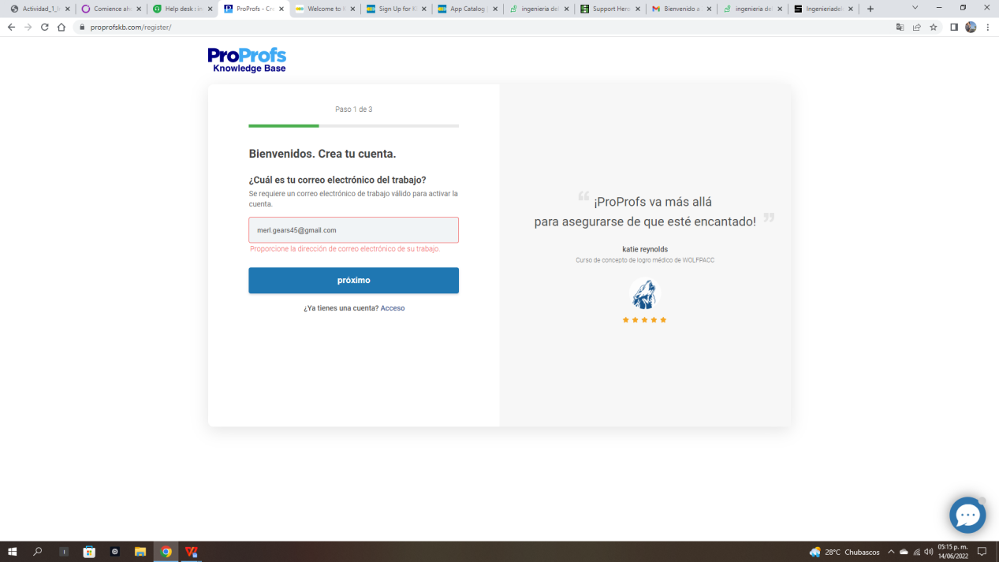 Actividad_1_I
Comience aho
Help desk : in
ProProfs - Cre
Welcome to
Sign Up for K
App Catalog
ingenieria del
Support Hero
Bienvenido a
ingenieria de
Ingenieriadel
proprofskb.com/register/
ProProfs
Knowledge Base
Paso 1 de 3
Bienvenidos. Crea tu cuenta.
¿Cuál es tu correo electrónico del trabajo?
Se requiere un correo electrónico de trabajo válido para activar la
cuenta.
merl.gears45@gmail.com
Proporcione la dirección de correo electrónico de su trabajo.
próximo
¿Ya tienes una cuenta? Acceso
“ ¡ProProfs va más allá
para asegurarse de que esté encantado! ”
katie reynolds
Curso de concepto de logro médico de WOLFPACC
28°C Chubascos
05:15 p. m.
14/06/2022